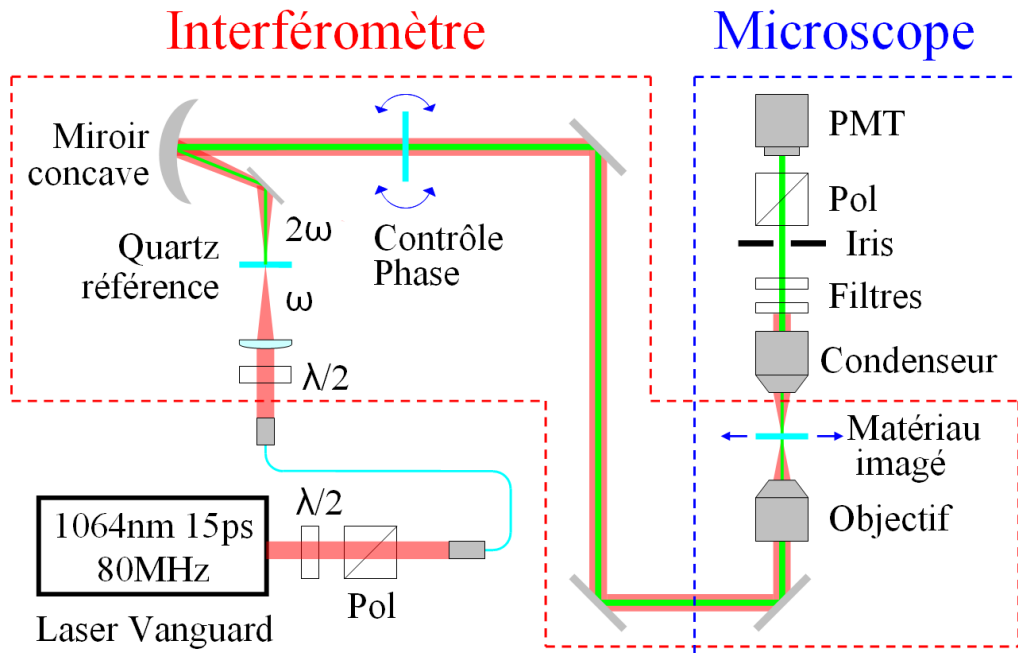 Interféromètre
Microscope
Miroir
concave
PMT
Pol
Iris
Contrôle
Phase
2ω
Quartz
référence
ω
Filtres
λ/2
Condenseur
Matériau
imagé
λ/2
Objectif
1064nm 15ps
80MHz
Pol
Laser Vanguard